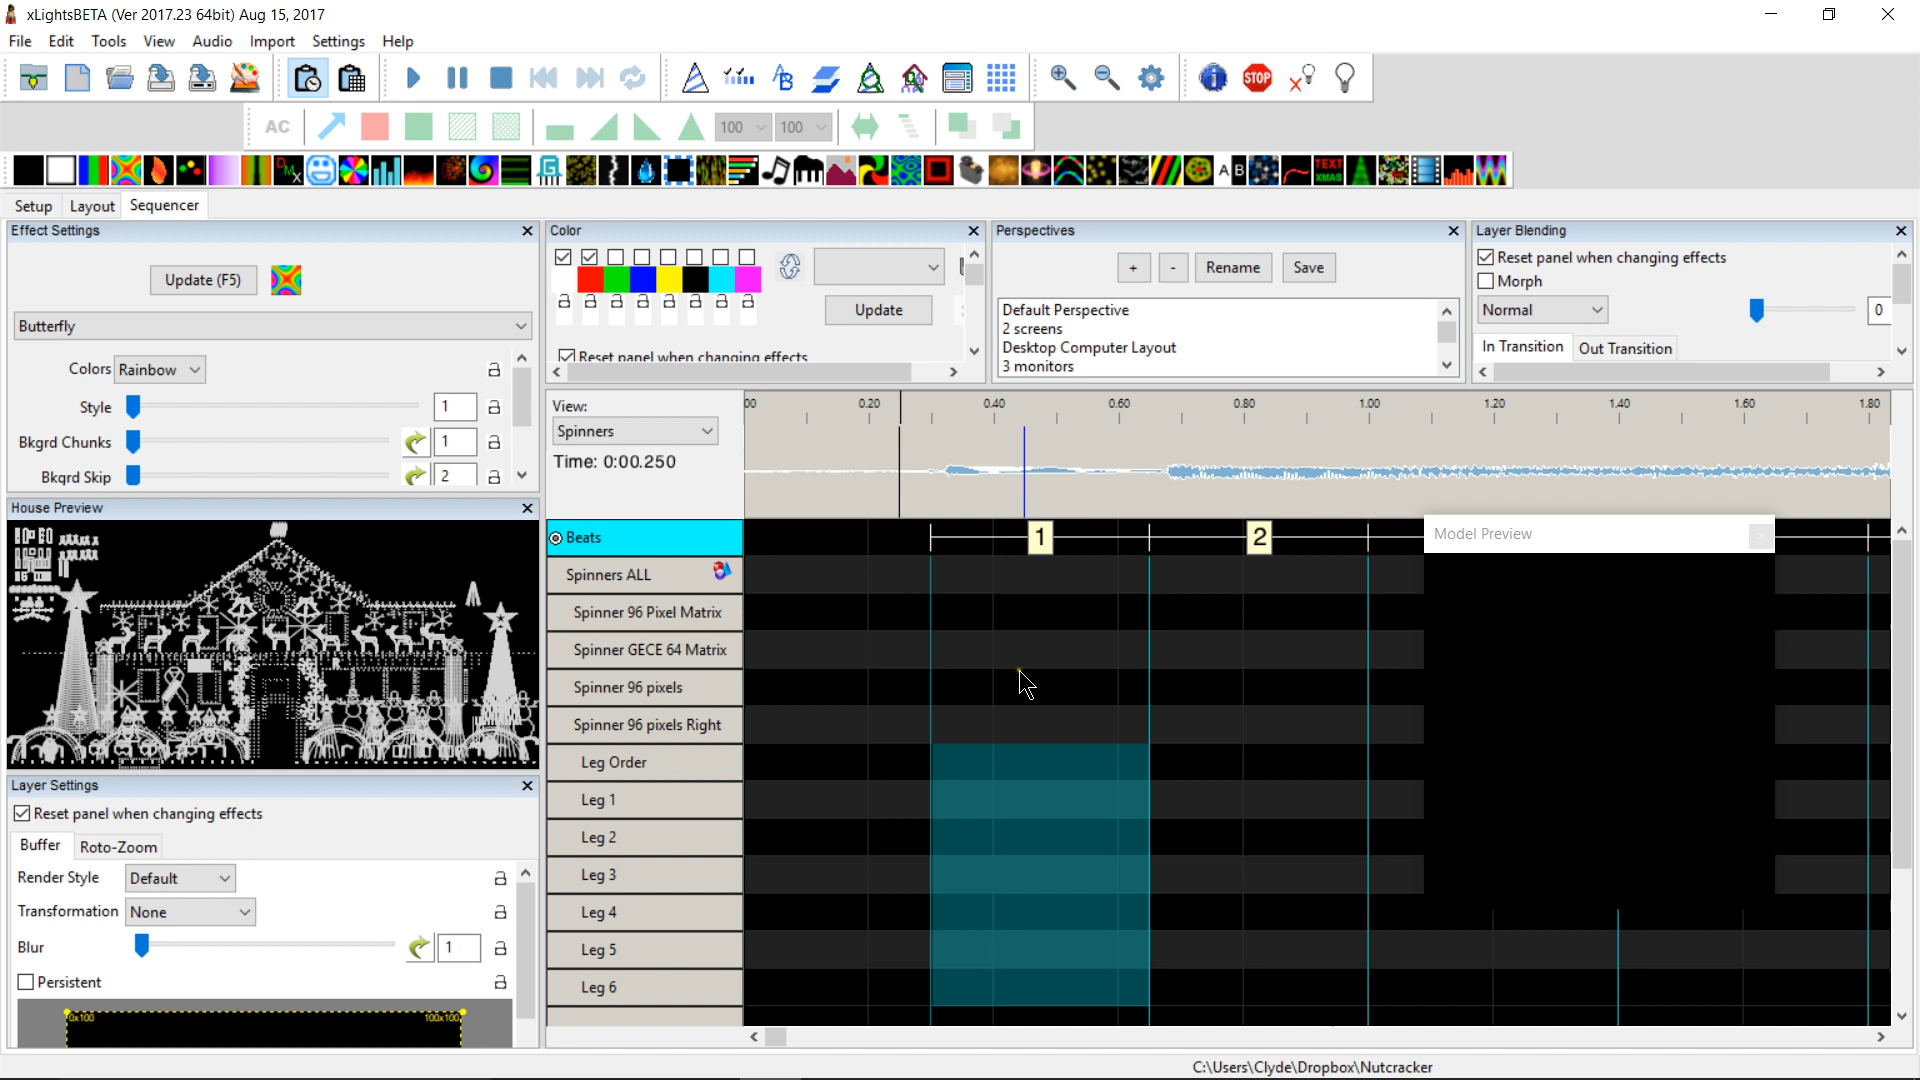 xLightsBETA (Ver 2017.23 64bit) Aug 15, 2017
File Edit Tools View Audio Import Settings Help
AC 100 100
Setup Layout Sequencer
Effect Settings
Update (F5)
Butterfly
Colors Rainbow
Style 1
Bkgrd Chunks 1
Bkgrd Skip 2
Color
Update
Reset panel when changing effects
Perspectives
+ - Rename Save
Default Perspective
2 screens
Desktop Computer Layout
3 monitors
Layer Blending
Reset panel when changing effects
Morph
Normal 0
In Transition Out Transition
House Preview
View:
Spinners
Time: 0:00.250
00 0.20 0.40 0.60 0.80 1.00 1.20 1.40 1.60 1.80
Beats 1 2
Model Preview
Spinners ALL
Spinner 96 Pixel Matrix
Spinner GECE 64 Matrix
Spinner 96 pixels
Spinner 96 pixels Right
Leg Order
Leg 1
Leg 2
Leg 3
Leg 4
Leg 5
Leg 6
Layer Settings
Reset panel when changing effects
Buffer Roto-Zoom
Render Style Default
Transformation None
Blur 1
Persistent
0x100 100x100
C:\Users\Clyde\Dropbox\Nutcracker